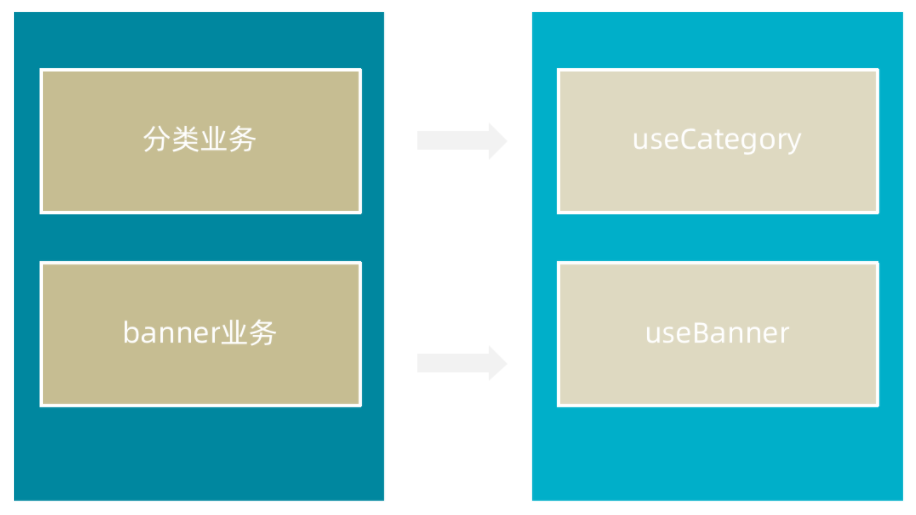 分类业务
useCategory
banner业务
useBanner